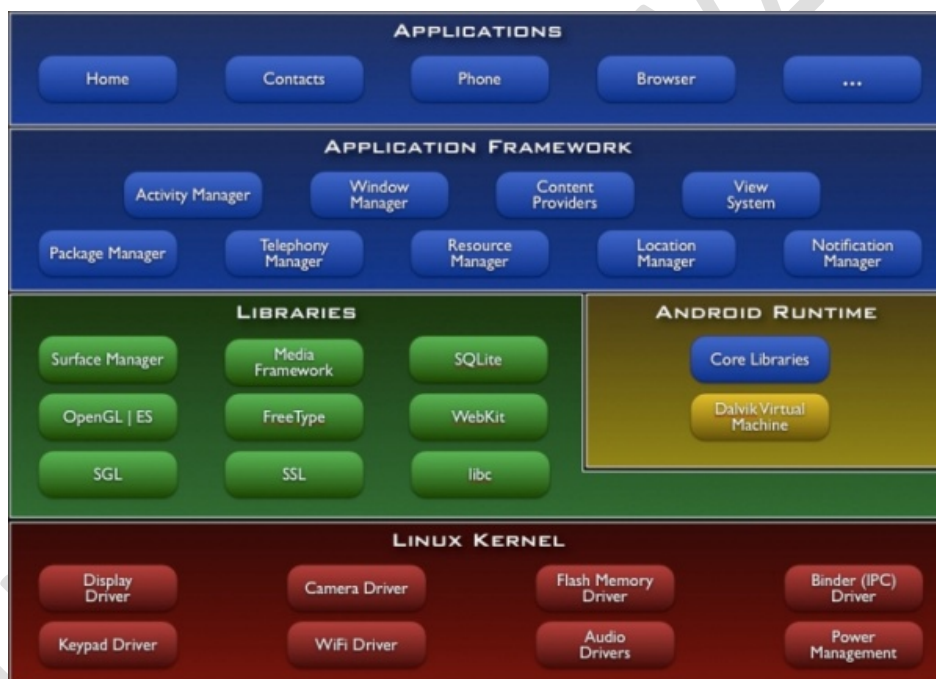 APPLICATIONS
Home
Contacts
Phone
Browser
...
APPLICATION FRAMEWORK
Activity Manager
Window
Manager
Content
Providers
View
System
Package Manager
Telephony
Manager
Resource
Manager
Location
Manager
Notification
Manager
LIBRARIES
Surface Manager
Media
Framework
SQLite
OpenGL | ES
FreeType
WebKit
SGL
SSL
libc
ANDROID RUNTIME
Core Libraries
Dalvik Virtual
Machine
LINUX KERNEL
Display
Driver
Camera Driver
Flash Memory
Driver
Binder (IPC)
Driver
Keypad Driver
WiFi Driver
Audio
Drivers
Power
Management